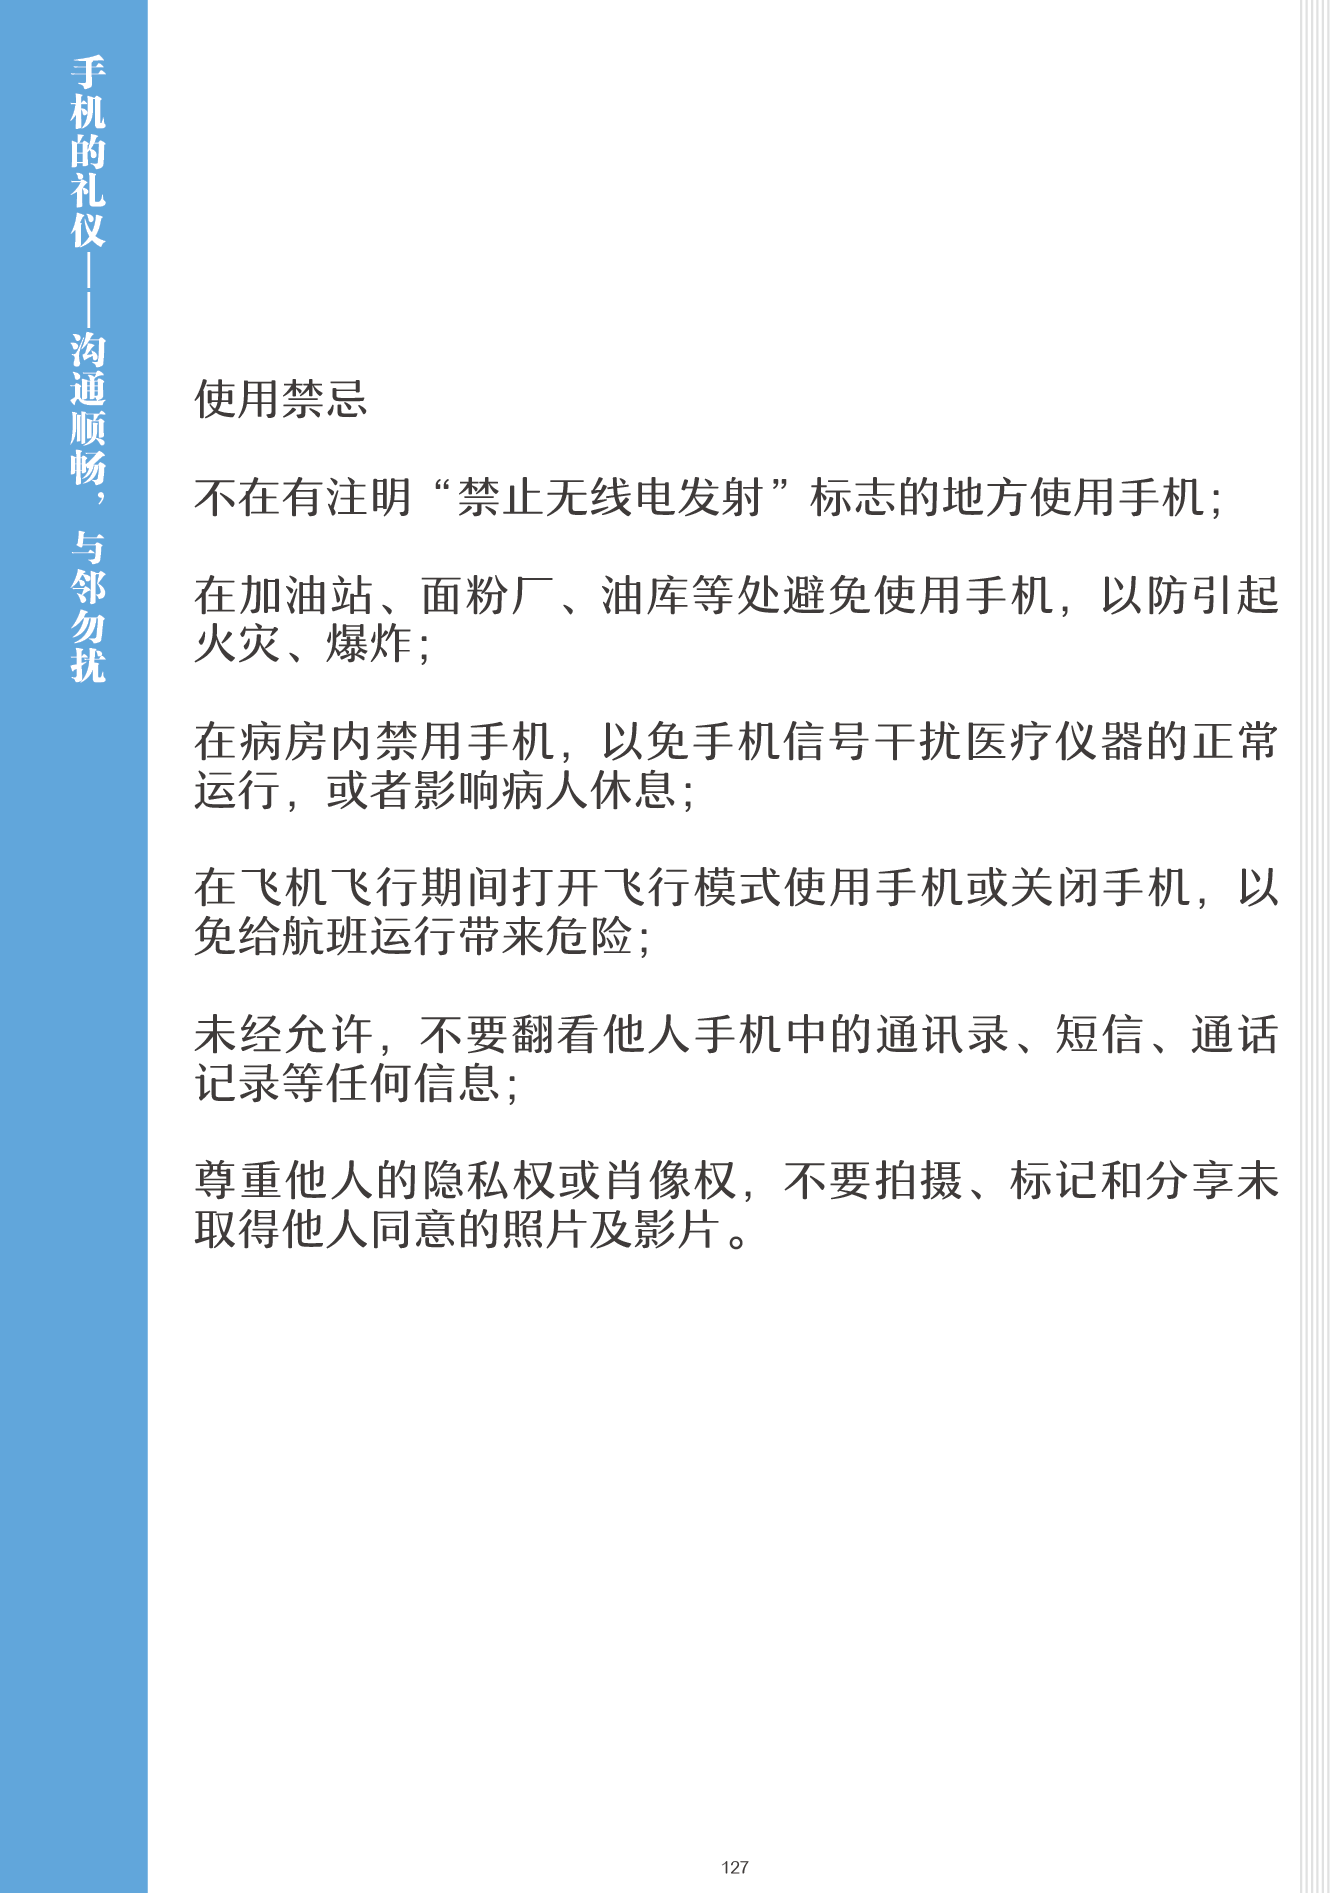 手机的礼仪——沟通顺畅，与邻勿扰
使用禁忌
不在有注明“禁止无线电发射”标志的地方使用手机；
在加油站、面粉厂、油库等处避免使用手机，以防引起
火灾、爆炸；
在病房内禁用手机，以免手机信号干扰医疗仪器的正常
运行，或者影响病人休息；
在飞机飞行期间打开飞行模式使用手机或关闭手机，以
免给航班运行带来危险；
未经允许，不要翻看他人手机中的通讯录、短信、通话
记录等任何信息；
尊重他人的隐私权或肖像权，不要拍摄、标记和分享未
取得他人同意的照片及影片。
127